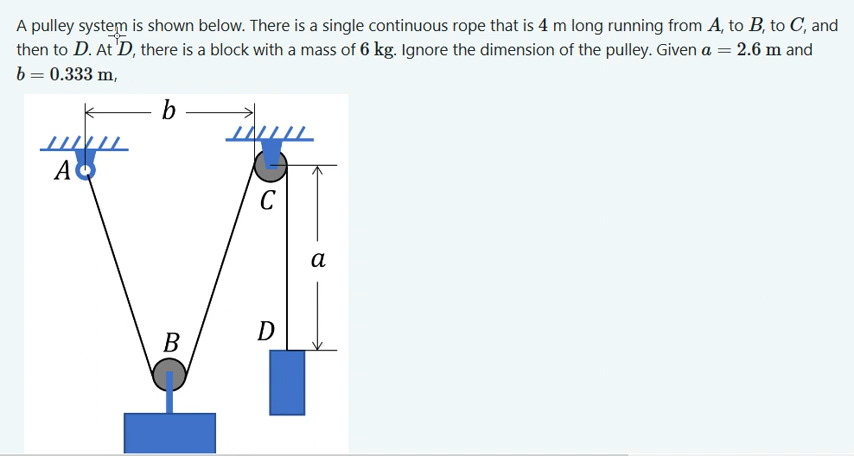 A pulley system is shown below. There is a single continuous rope that is 4 m long running from A, to B, to C, and
then to D. At D, there is a block with a mass of 6 kg. Ignore the dimension of the pulley. Given a = 2.6 m and
b = 0.333 m,
b
A
C
a
D
B